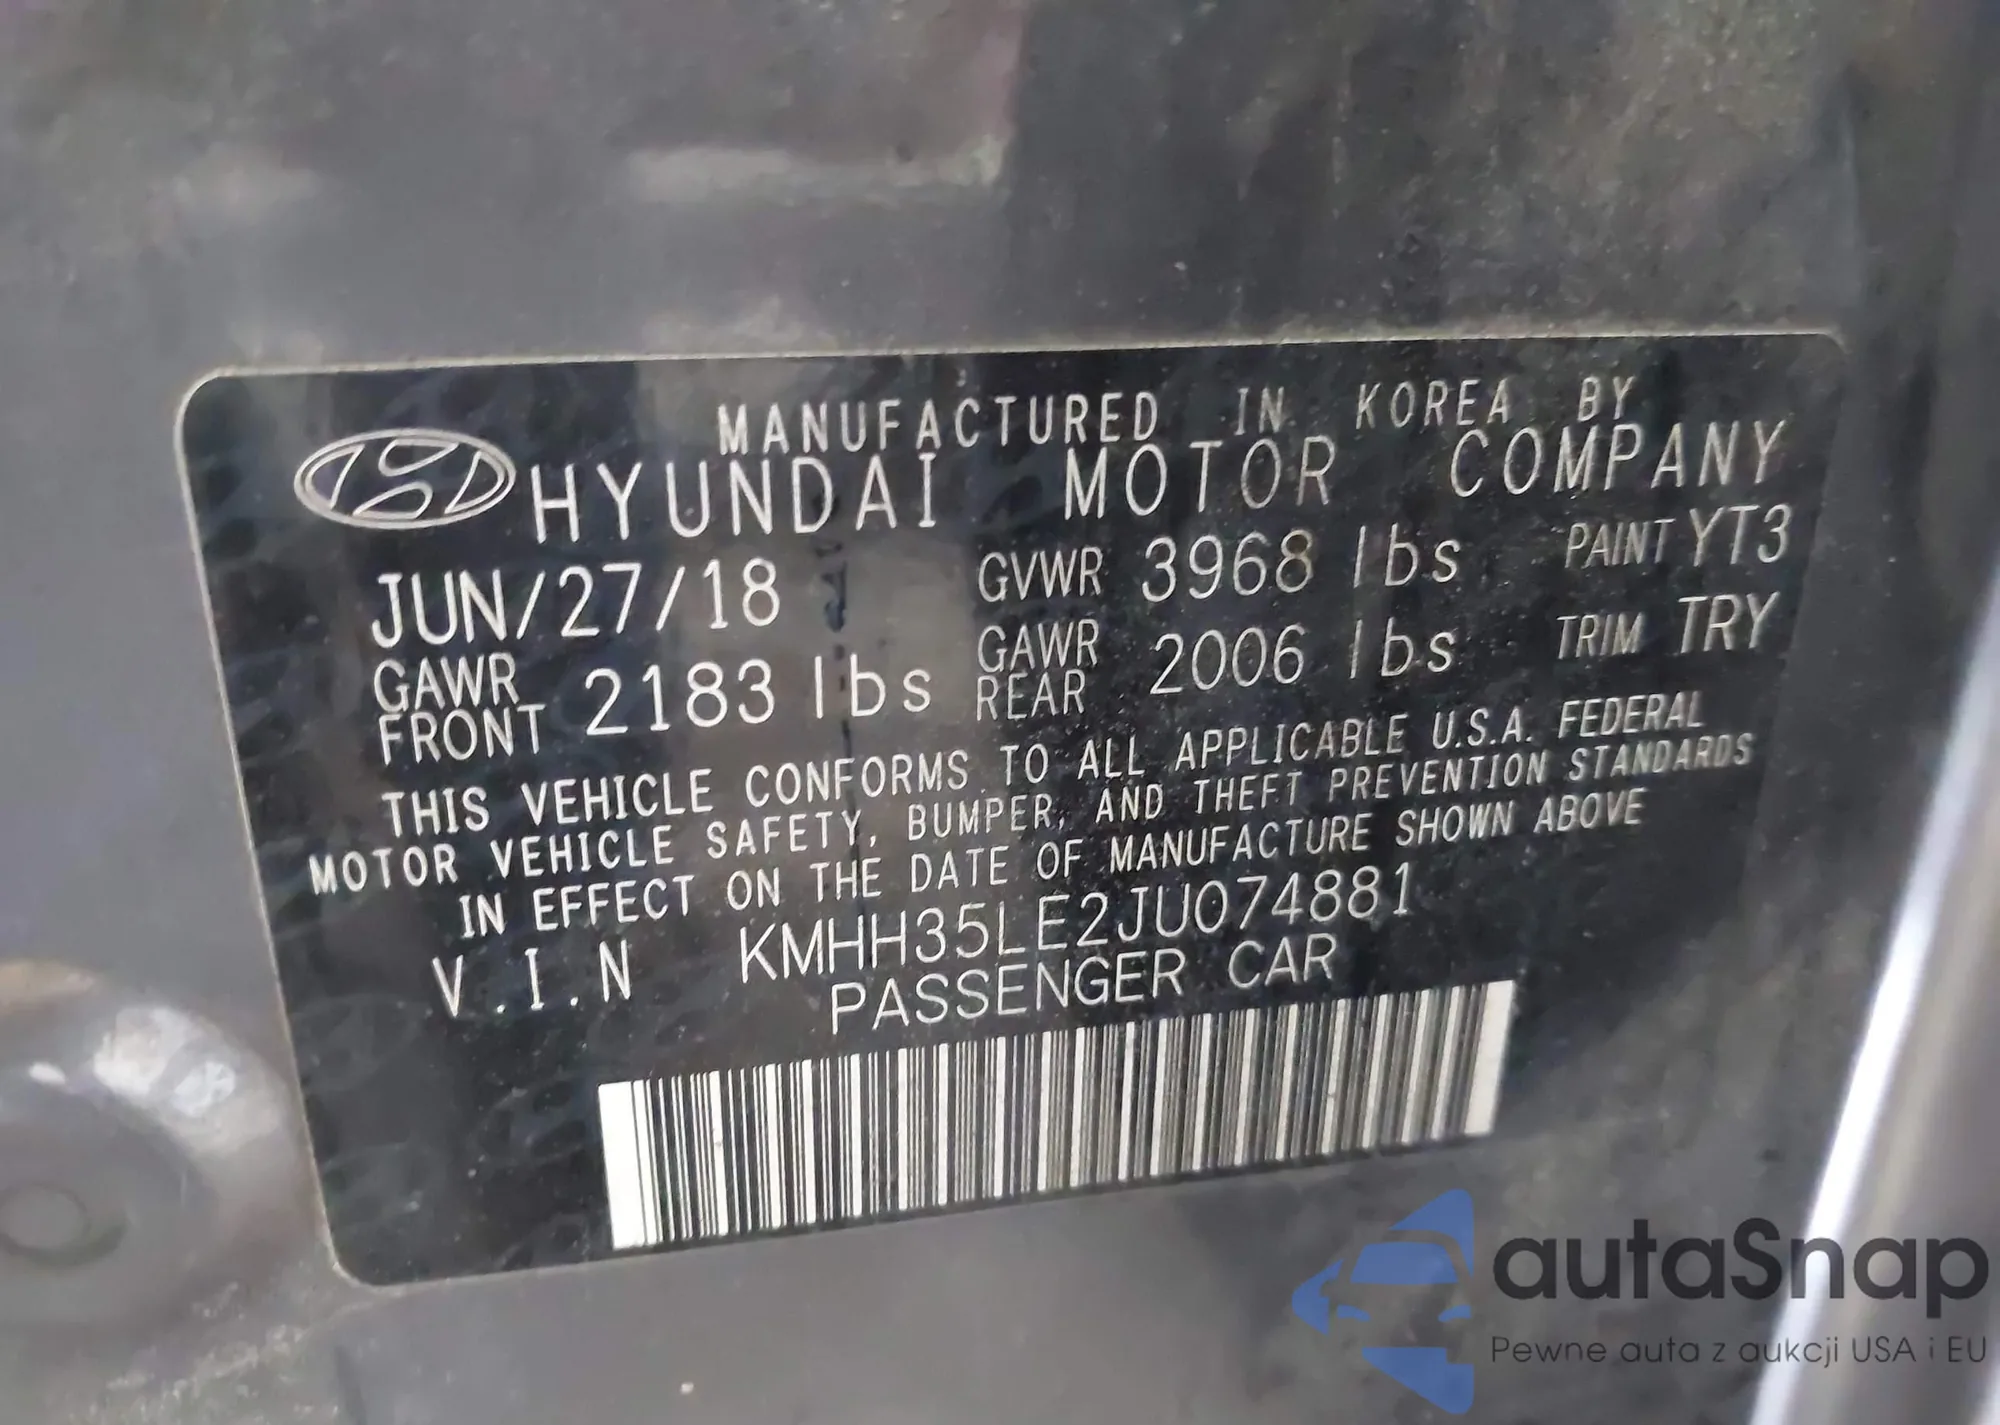 MANUFACTURED IN KOREA BY
HYUNDAI MOTOR COMPANY
JUN/27/18 GVWR 3968 lbs PAINT YT3
GAWR FRONT 2183 lbs GAWR REAR 2006 lbs TRIM TRY
THIS VEHICLE CONFORMS TO ALL APPLICABLE U.S.A. FEDERAL
MOTOR VEHICLE SAFETY, BUMPER, AND THEFT PREVENTION STANDARDS
IN EFFECT ON THE DATE OF MANUFACTURE SHOWN ABOVE
V.I.N KMHH35LE2JU074881
PASSENGER CAR
autaSnap
Pewne auta z aukcji USA i EU